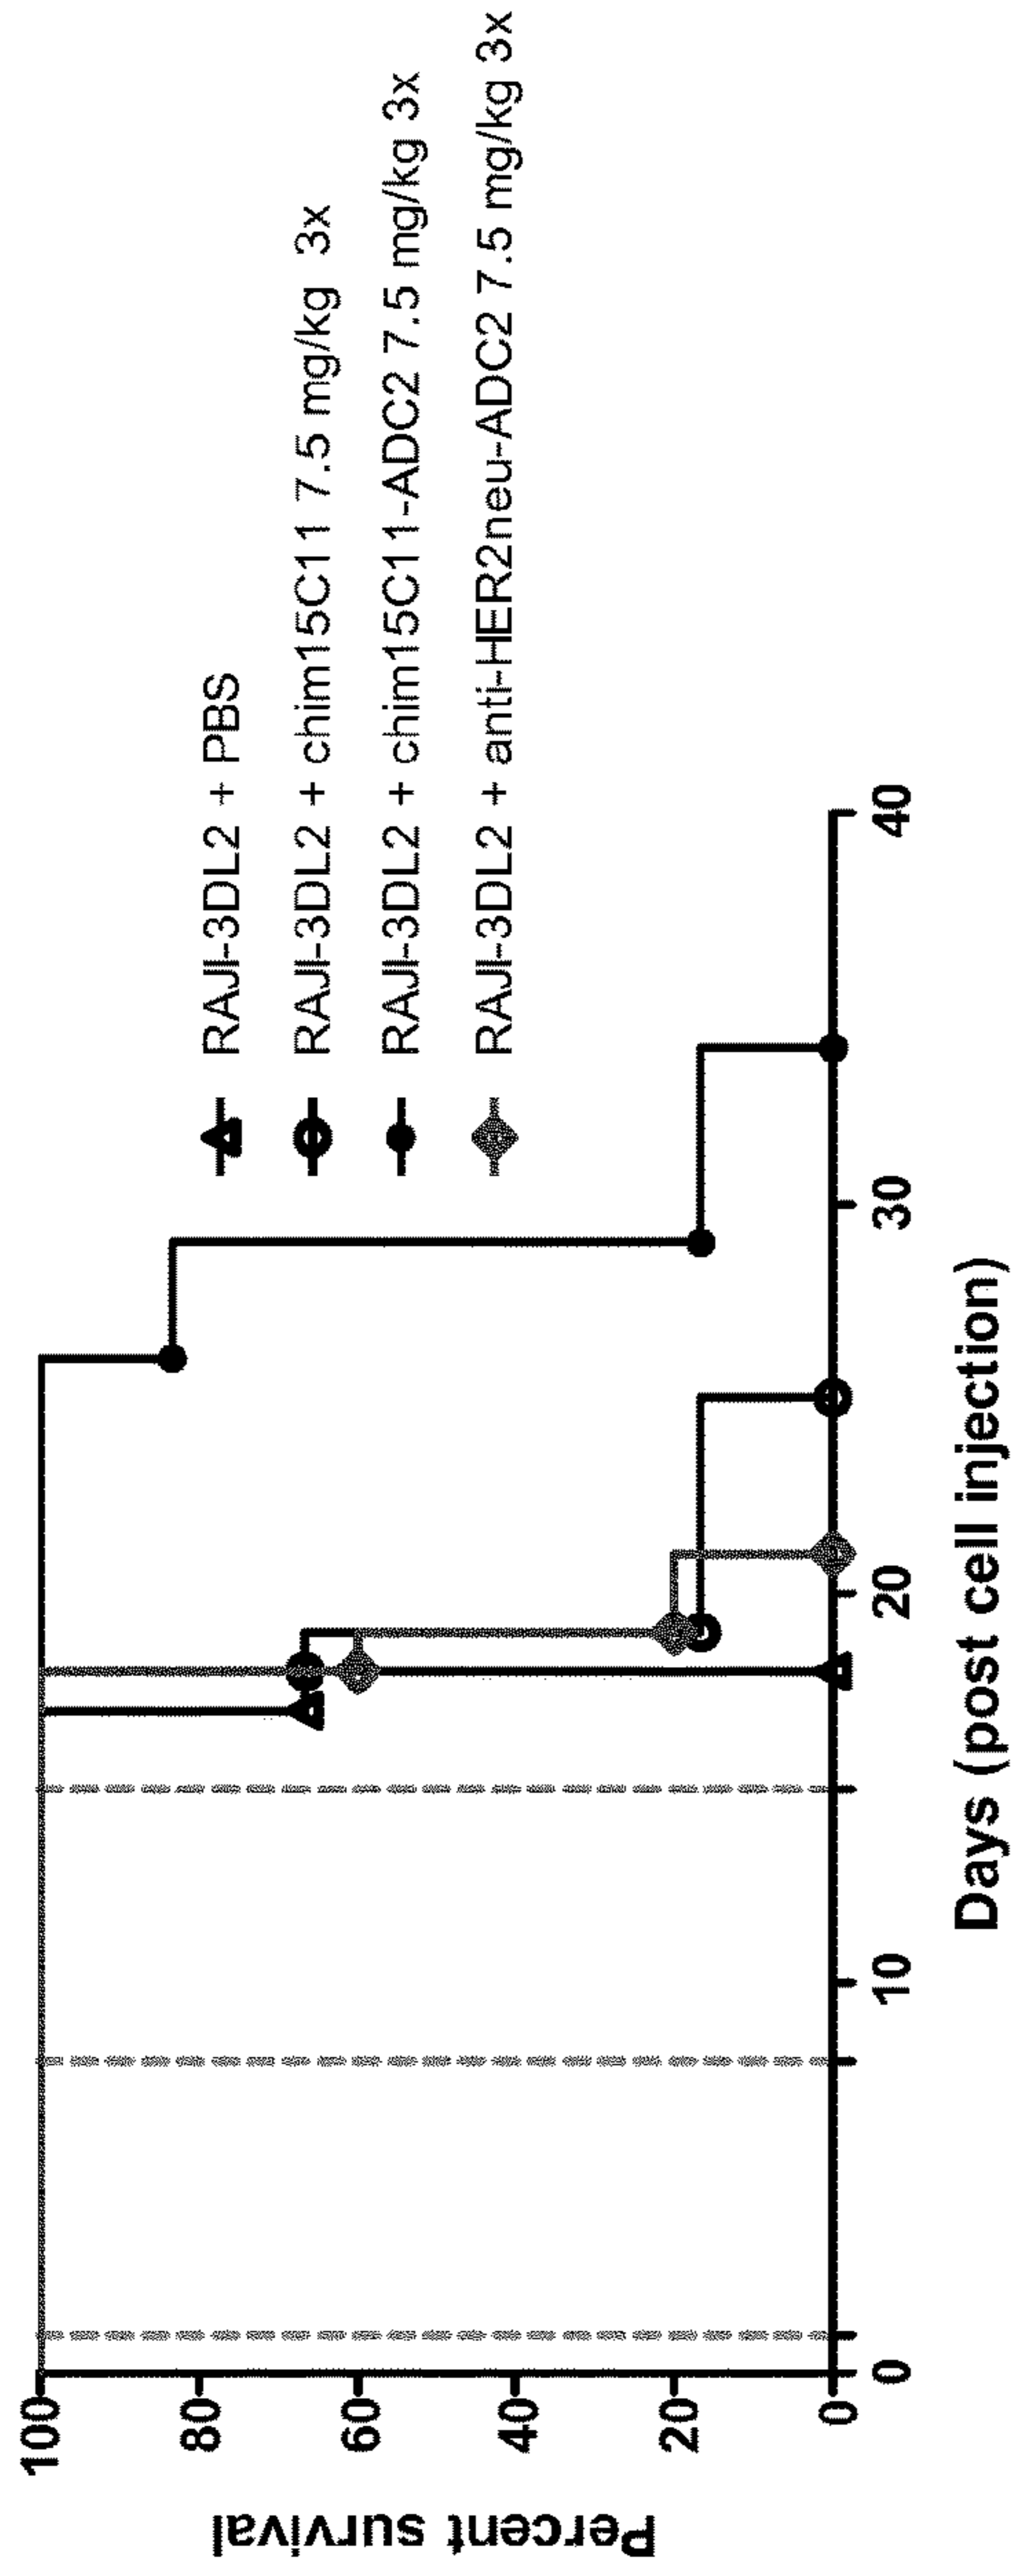 Percent survival
100
80
60
40
20
0
0
10
20
30
40
Days (post cell injection)
RAJI-3DL2 + PBS
RAJI-3DL2 + chim15C11 7.5 mg/kg 3x
RAJI-3DL2 + chim15C11-ADC2 7.5 mg/kg 3x
RAJI-3DL2 + anti-HER2neu-ADC2 7.5 mg/kg 3x